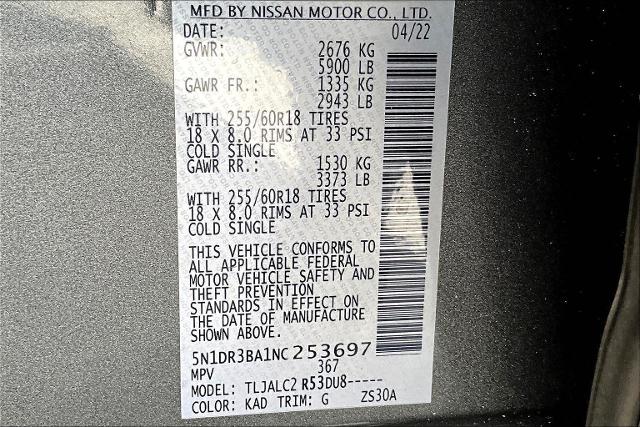 MFD BY NISSAN MOTOR CO., LTD.
DATE: 04/22
GVWR: 2676 KG
5900 LB
GAWR FR.: 1335 KG
2943 LB
WITH 255/60R18 TIRES
18 X 8.0 RIMS AT 33 PSI
COLD SINGLE
GAWR RR.: 1530 KG
3373 LB
WITH 255/60R18 TIRES
18 X 8.0 RIMS AT 33 PSI
COLD SINGLE
THIS VEHICLE CONFORMS TO
ALL APPLICABLE FEDERAL
MOTOR VEHICLE SAFETY AND
THEFT PREVENTION
STANDARDS IN EFFECT ON
THE DATE OF MANUFACTURE
SHOWN ABOVE.
5N1DR3BA1NC253697
MPV 367
MODEL: TLJALC2 R53DU8-----
COLOR: KAD TRIM: G ZS30A